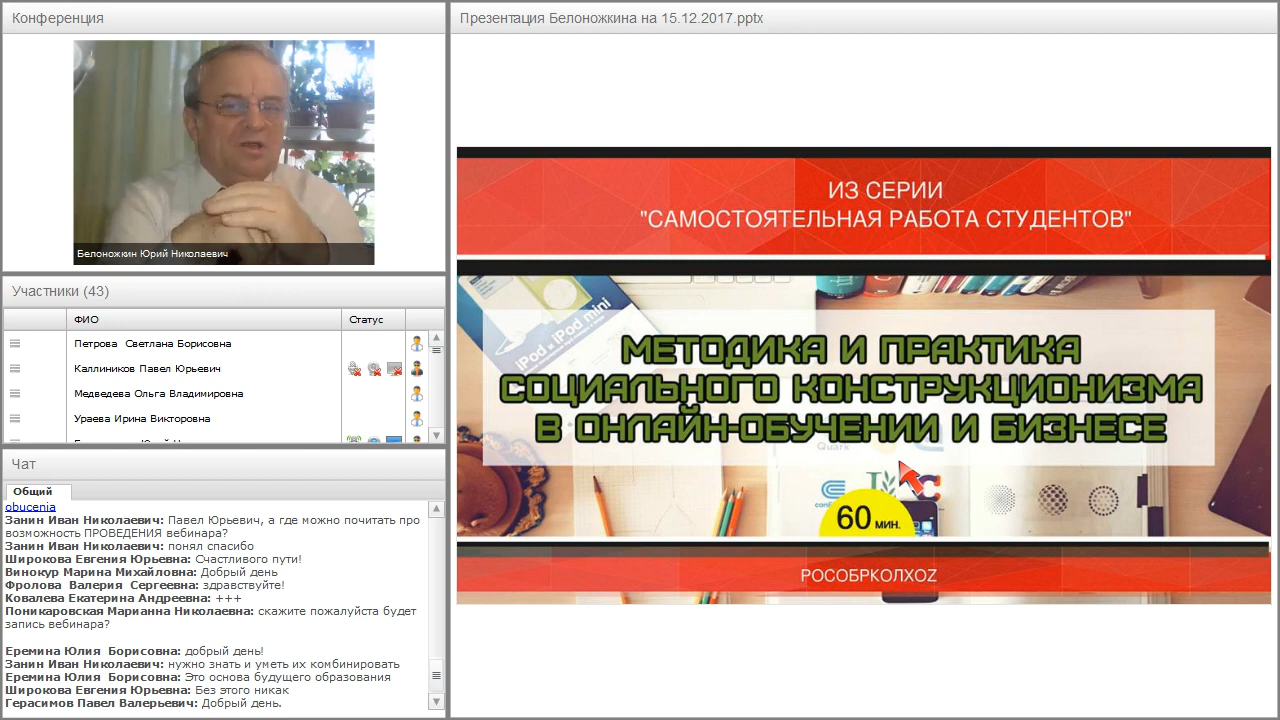 Конференция
Белоножкин Юрий Николаевич
Участники (43)
ФИО
Статус
Петрова Светлана Борисовна
Каллиников Павел Юрьевич
Медведева Ольга Владимировна
Ураева Ирина Викторовна
Чат
Общий
obucenia
Занин Иван Николаевич: Павел Юрьевич, а где можно почитать про
возможность ПРОВЕДЕНИЯ вебинара?
Занин Иван Николаевич: понял спасибо
Широкова Евгения Юрьевна: Счастливого пути!
Винокур Марина Михайловна: Добрый день
Фролова Валерия Сергеевна: здравствуйте!
Ковалева Екатерина Андреевна: +++
Поникаровская Марианна Николаевна: скажите пожалуйста будет
запись вебинара?
Еремина Юлия Борисовна: добрый день!
Занин Иван Николаевич: нужно знать и уметь их комбинировать
Еремина Юлия Борисовна: Это основа будущего образования
Широкова Евгения Юрьевна: Без этого никак
Герасимов Павел Валерьевич: Добрый день.
Презентация Белоножкина на 15.12.2017.pptx
ИЗ СЕРИИ
"САМОСТОЯТЕЛЬНАЯ РАБОТА СТУДЕНТОВ"
iPod и iPod mini
МЕТОДИКА И ПРАКТИКА
СОЦИАЛЬНОГО КОНСТРУКЦИОНИЗМА
В ОНЛАЙН-ОБУЧЕНИИ И БИЗНЕСЕ
Quark
60 МИН.
РОСОБРКОЛХОZ